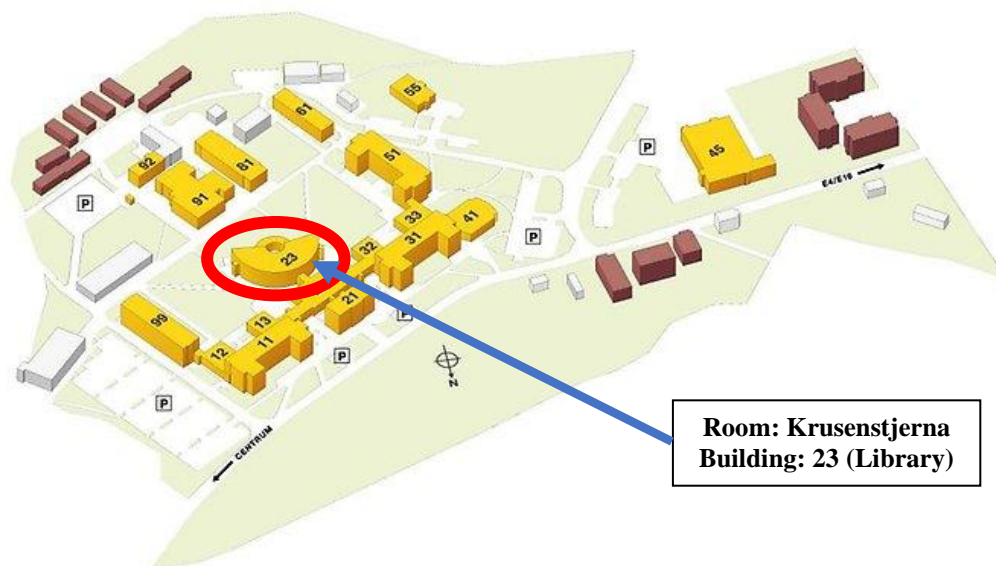 55
61
51
P
45
92
81
E4/E16
91
P
33
41
31
P
32
23
21
99
13
P
12
11
P
N
P
CENTRUM
Room: Krusenstjerna
Building: 23 (Library)